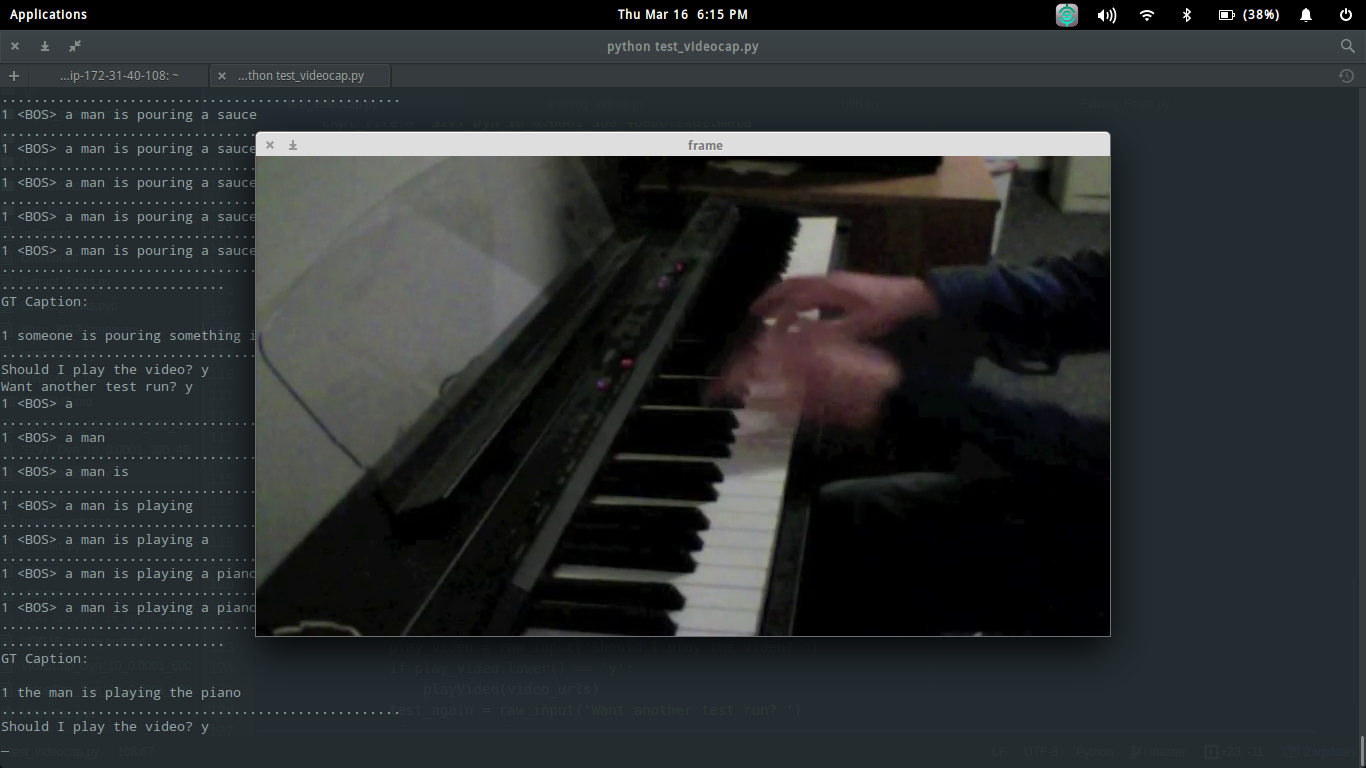 Applications
Thu Mar 16 6:15 PM
(38%)
python test_videocap.py
...ip-172-31-40-108: ~
...thon test_videocap.py
..................................................
1 <BOS> a man is pouring a sauce
................................
1 <BOS> a man is pouring a sauce
................................
1 <BOS> a man is pouring a sauce
................................
1 <BOS> a man is pouring a sauce
................................
1 <BOS> a man is pouring a sauce
............................
GT Caption:
1 someone is pouring something
................................
Should I play the video? y
Want another test run? y
1 <BOS> a
................................
1 <BOS> a man
................................
1 <BOS> a man is
................................
1 <BOS> a man is playing
................................
1 <BOS> a man is playing a
................................
1 <BOS> a man is playing a piano
................................
1 <BOS> a man is playing a piano
............................
GT Caption:
1 the man is playing the piano
..................................................
Should I play the video? y
frame
if play_video.lower() == 'y':
playVideo(video_urls)
test_again = raw_input('Want another test run? ')